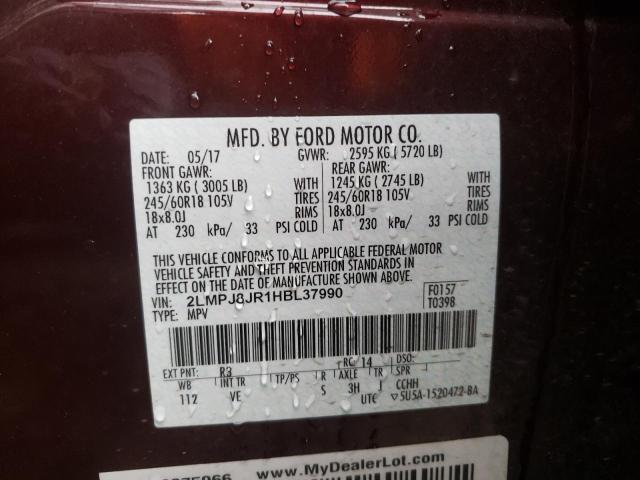 MFD. BY FORD MOTOR CO.
DATE: 05/17 GVWR: 2595 KG ( 5720 LB)
FRONT GAWR: REAR GAWR:
1363 KG ( 3005 LB) WITH 1245 KG ( 2745 LB) WITH
245/60R18 105V TIRES 245/60R18 105V TIRES
18x8.0J RIMS 18x8.0J RIMS
AT 230 kPa/ 33 PSI COLD AT 230 kPa/ 33 PSI COLD
THIS VEHICLE CONFORMS TO ALL APPLICABLE FEDERAL MOTOR
VEHICLE SAFETY AND THEFT PREVENTION STANDARDS IN
EFFECT ON THE DATE OF MANUFACTURE SHOWN ABOVE.
VIN: 2LMPJ8JR1HBL37990 F0157
TYPE: MPV T0398
EXT PNT: R3 RC: 14 DSO:
WB INT TR TP/PS R AXLE TR SPR
112 VE S 3H J CCHH
UTC ▽5U5A-1520472-BA
www.MyDealerLot.com